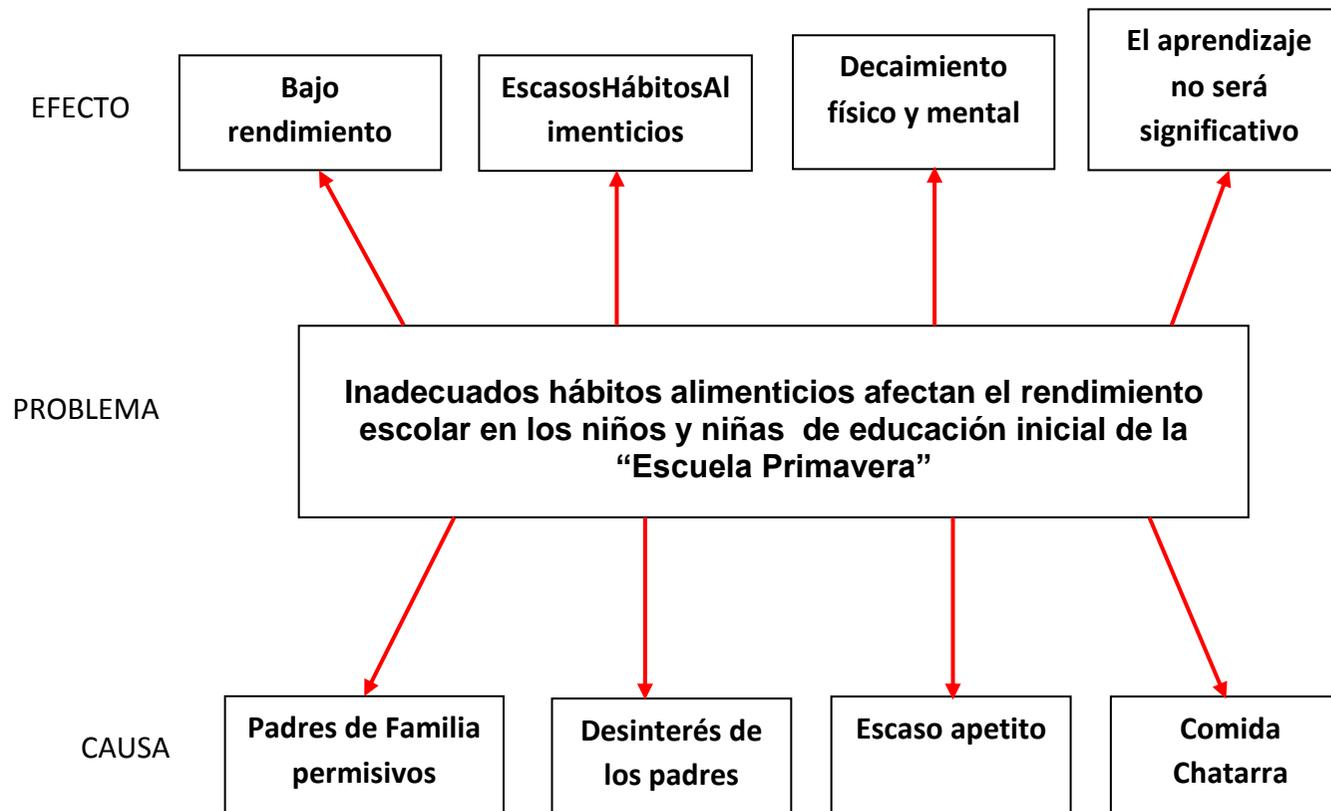 EFECTO
Bajo
rendimiento
EscasosHábitosAl
imenticios
Decaimiento
físico y mental
El aprendizaje
no será
significativo
PROBLEMA
Inadecuados hábitos alimenticios afectan el rendimiento
escolar en los niños y niñas  de educación inicial de la
“Escuela Primavera”
CAUSA
Padres de Familia
permisivos
Desinterés de
los padres
Escaso apetito
Comida
Chatarra